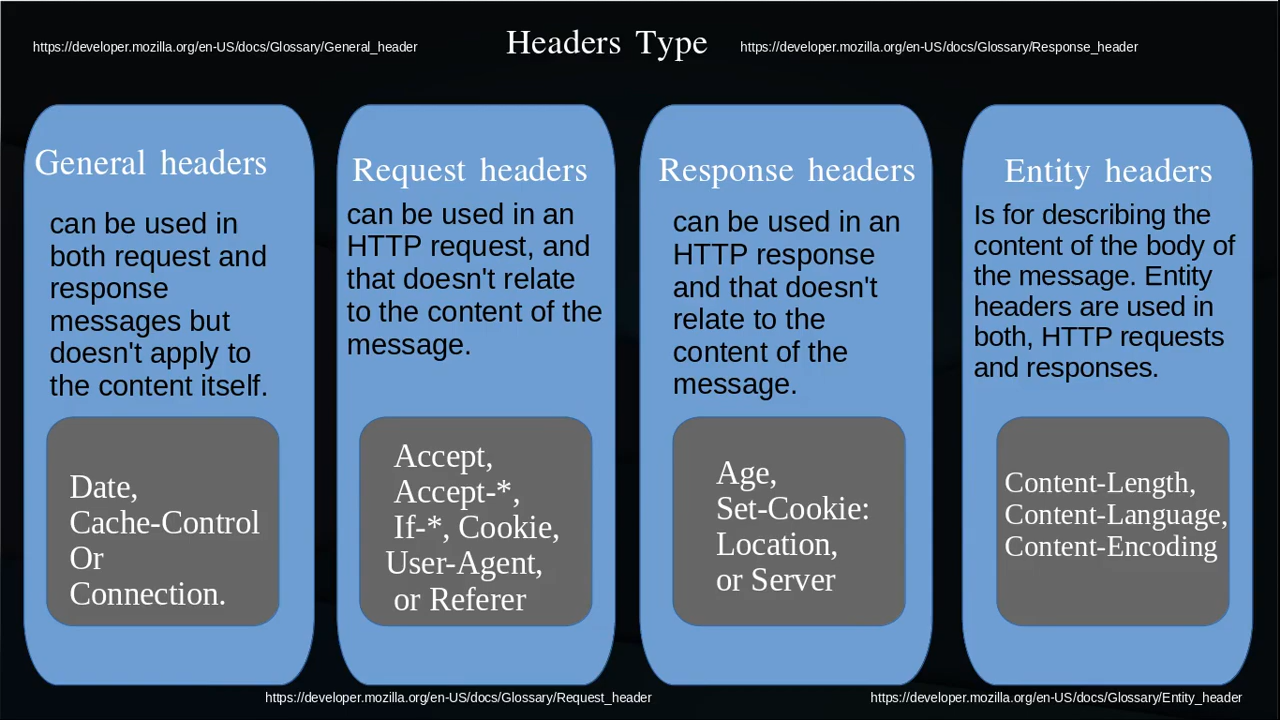 Headers Type
https://developer.mozilla.org/en-US/docs/Glossary/General_header
https://developer.mozilla.org/en-US/docs/Glossary/Response_header
General headers
can be used in
both request and
response
messages but
doesn't apply to
the content itself.
Date,
Cache-Control
Or
Connection.
Request headers
can be used in an
HTTP request, and
that doesn't relate
to the content of the
message.
Accept,
Accept-*,
If-*, Cookie,
User-Agent,
or Referer
Response headers
can be used in an
HTTP response
and that doesn't
relate to the
content of the
message.
Age,
Set-Cookie:
Location,
or Server
Entity headers
Is for describing the
content of the body of
the message. Entity
headers are used in
both, HTTP requests
and responses.
Content-Length,
Content-Language,
Content-Encoding
https://developer.mozilla.org/en-US/docs/Glossary/Request_header
https://developer.mozilla.org/en-US/docs/Glossary/Entity_header